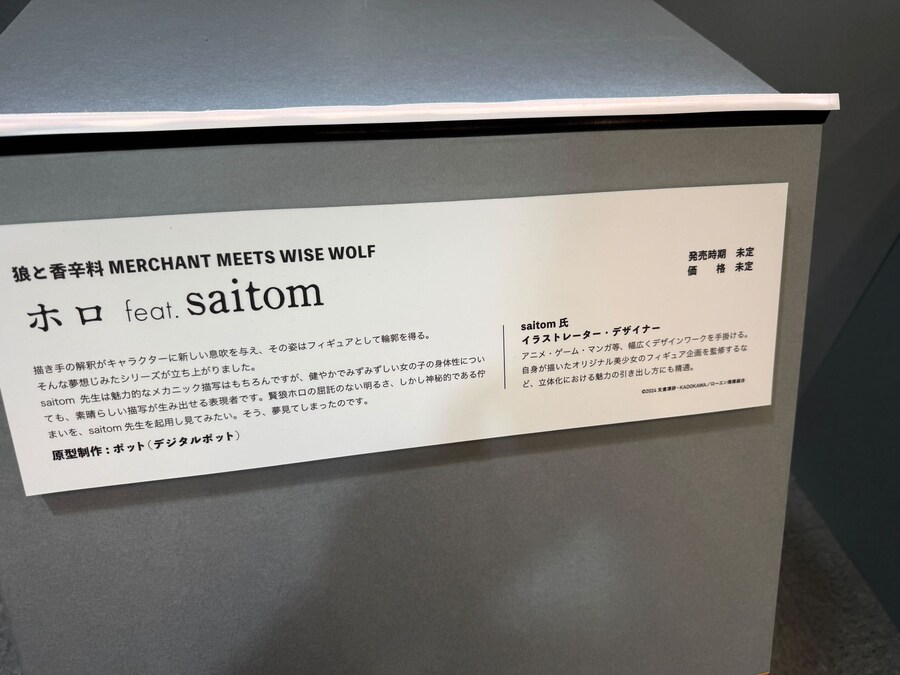 狼と香辛料 MERCHANT MEETS WISE WOLF
ホロ feat. saitom
描き手の解釈がキャラクターに新しい息吹を与え、その姿はフィギュアとして輪郭を得る。
そんな夢想じみたシリーズが立ち上がりました。
saitom 先生は魅力的なメカニック描写はもちろんですが、健やかでみずみずしい女の子の身体性につい
ても、素晴らしい描写が生み出せる表現者です。賢狼ホロの屈託のない明るさ、しかし神秘的である佇
まいを、saitom 先生を起用し見てみたい。そう、夢見てしまったのです。
原型制作：ポット（デジタルポット）
発売時期 未定
価　格 未定
saitom 氏
イラストレーター・デザイナー
アニメ・ゲーム・マンガ等、幅広くデザインワークを手掛ける。
自身が描いたオリジナル美少女のフィギュア企画を監修するな
ど、立体化における魅力の引き出し方にも精通。
©2024 支倉凍砂・KADOKAWA／ローエン商業組合